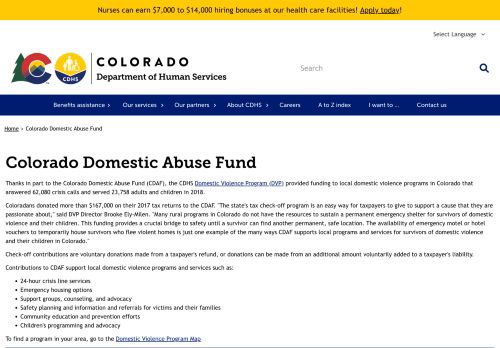 Nurses can earn $7,000 to $14,000 hiring bonuses at our health care facilities! Apply today!
Select Language
CDHS
COLORADO
Department of Human Services
Search
Benefits assistance
Our services
Our partners
About CDHS
Careers
A to Z index
I want to ...
Contact us
Home › Colorado Domestic Abuse Fund
Colorado Domestic Abuse Fund
Thanks in part to the Colorado Domestic Abuse Fund (CDAF), the CDHS Domestic Violence Program (DVP) provided funding to local domestic violence programs in Colorado that
answered 62,080 crisis calls and served 23,758 adults and children in 2018.
Coloradans donated more than $167,000 on their 2017 tax returns to the CDAF. "The state's tax check-off program is an easy way for taxpayers to give to support a cause that they are
passionate about," said DVP Director Brooke Ely-Milen. "Many rural programs in Colorado do not have the resources to sustain a permanent emergency shelter for survivors of domestic
violence and their children. This funding provides a crucial bridge to safety until a survivor can find another permanent, safe location. The availability of emergency motel or hotel
vouchers to temporarily house survivors who flee violent homes is just one example of the many ways CDAF supports local programs and services for survivors of domestic violence
and their children in Colorado."
Check-off contributions are voluntary donations made from a taxpayer's refund, or donations can be made from an additional amount voluntarily added to a taxpayer's liability.
Contributions to CDAF support local domestic violence programs and services such as:
24-hour crisis line services
Emergency housing options
Support groups, counseling, and advocacy
Safety planning and information and referrals for victims and their families
Community education and prevention efforts
Children's programming and advocacy
To find a program in your area, go to the Domestic Violence Program Map